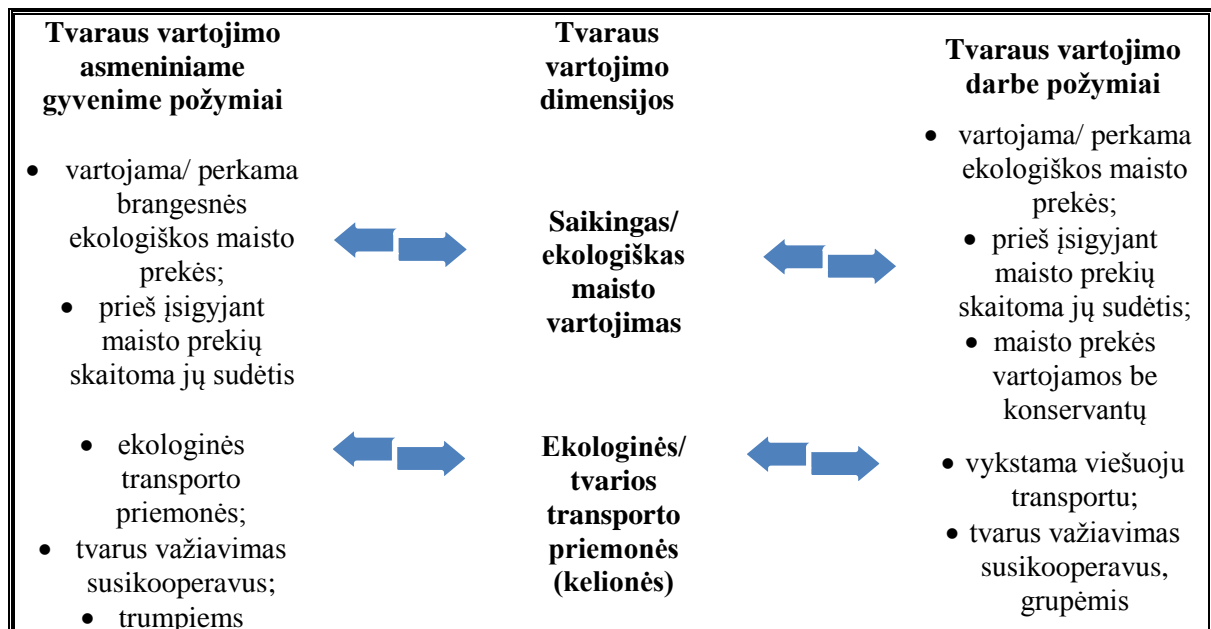 Tvaraus vartojimo
asmeniniame
gyvenime požymiai
Tvaraus
vartojimo
dimensijos
Tvaraus vartojimo
darbe požymiai
• vartojama/ perkama
brangesnės
ekologiškos maisto
prekės;
• prieš įsigyjant
maisto prekių
skaitoma jų sudėtis
Saikingas/
ekologiškas
maisto
vartojimas
• vartojama/ perkama
ekologiškos maisto
prekės;
• prieš įsigyjant
maisto prekių
skaitoma jų sudėtis;
• maisto prekės
vartojamos be
konservantų
• ekologinės
transporto
priemonės;
• tvarus važiavimas
susikooperavus;
• trumpiems
Ekologinės/
tvarios
transporto
priemonės
(kelionės)
• vykstama viešuoju
transportu;
• tvarus važiavimas
susikooperavus,
grupėmis